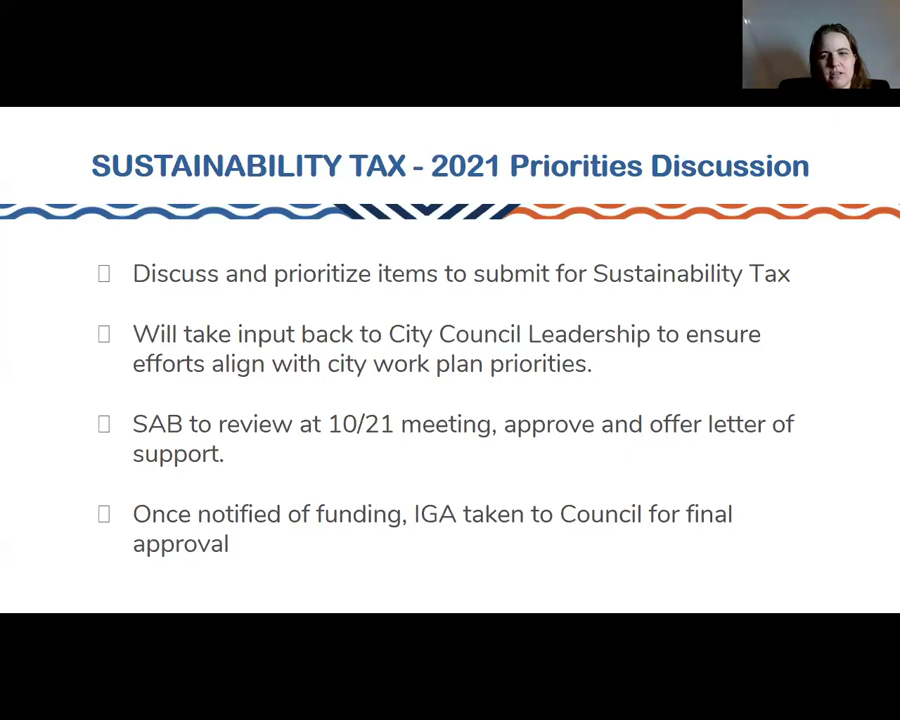 SUSTAINABILITY TAX - 2021 Priorities Discussion
Discuss and prioritize items to submit for Sustainability Tax
Will take input back to City Council Leadership to ensure
efforts align with city work plan priorities.
SAB to review at 10/21 meeting, approve and offer letter of
support.
Once notified of funding, IGA taken to Council for final
approval